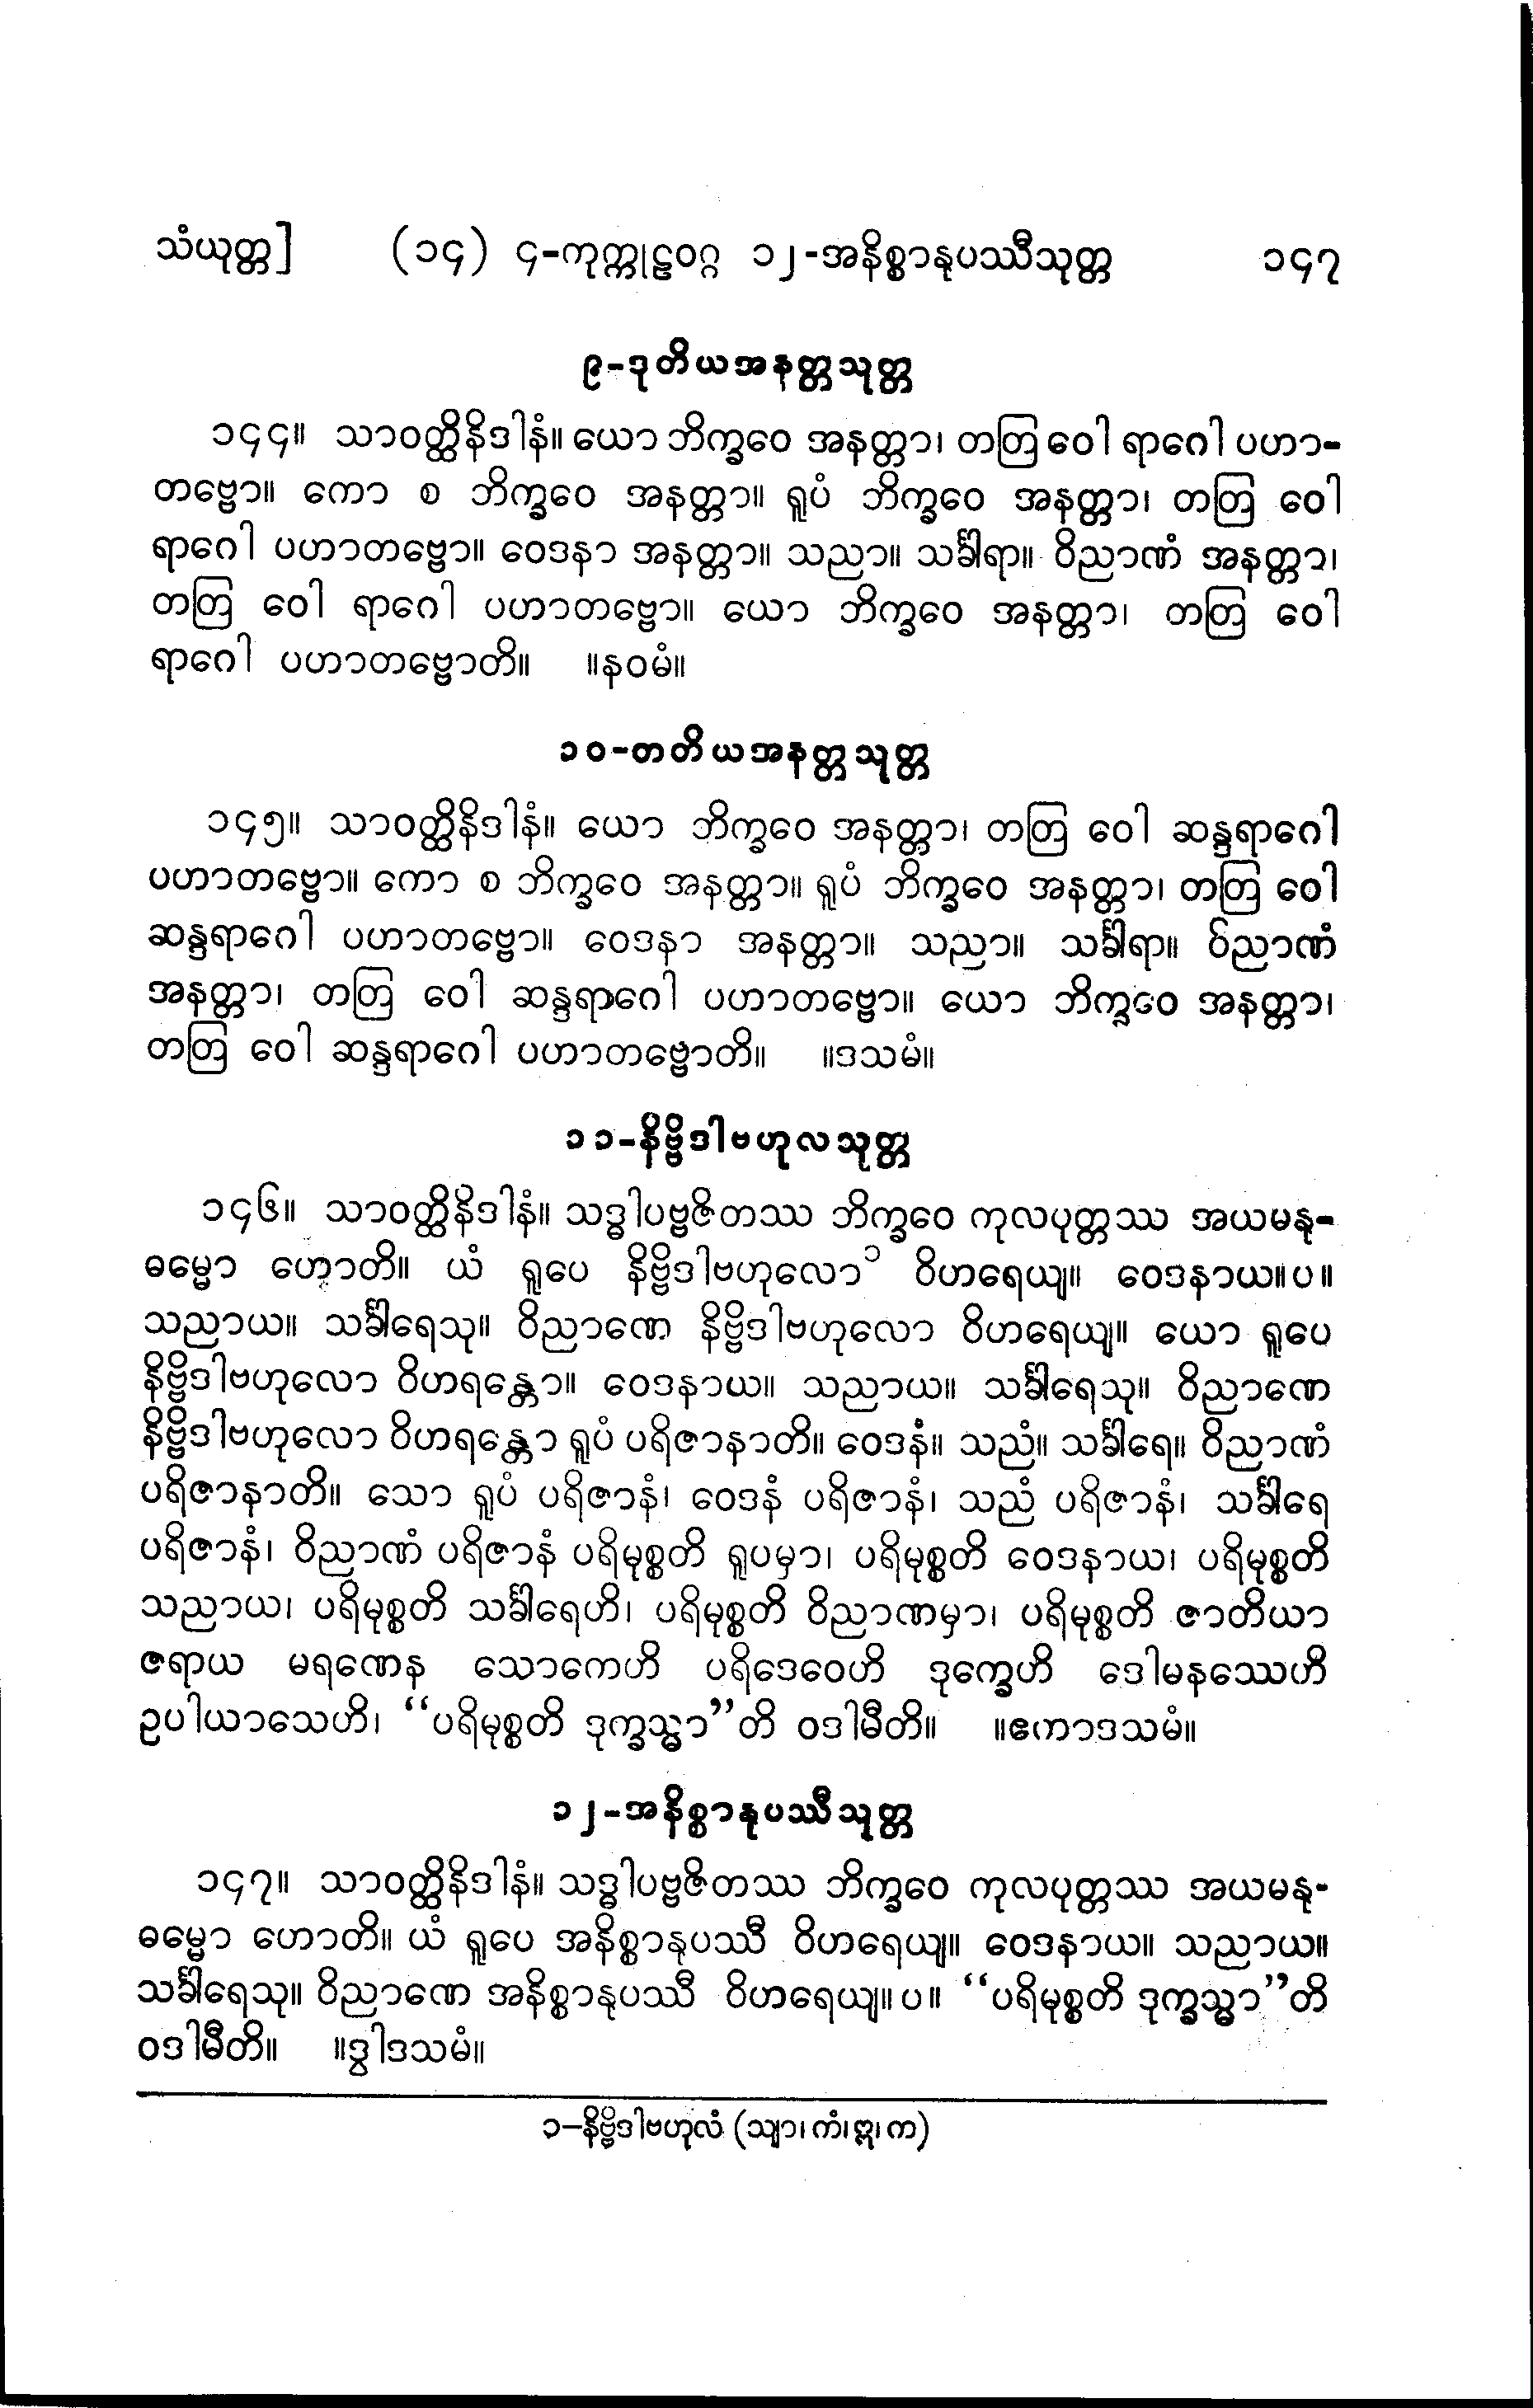 သံယုတ္တ] (၁၄) ၄-ကုက္ကုဠဝဂ္ဂ ၁၂-အနိစ္စာနုပဿီသုတ္တ ၁၄၇
၉-ဒုတိယအနတ္တသုတ္တ
၁၄၄။ သာဝတ္ထိနိဒါနံ။ ယော ဘိက္ခဝေ အနတ္တာ၊ တတြ ဝေါ ရာဂေါ ပဟာ-
တဗ္ဗော။ ကော စ ဘိက္ခဝေ အနတ္တာ။ ရူပံ ဘိက္ခဝေ အနတ္တာ၊ တတြ ဝေါ
ရာဂေါ ပဟာတဗ္ဗော။ ဝေဒနာ အနတ္တာ။ သညာ။ သင်္ခါရာ။ ဝိညာဏံ အနတ္တာ၊
တတြ ဝေါ ရာဂေါ ပဟာတဗ္ဗော။ ယော ဘိက္ခဝေ အနတ္တာ၊ တတြ ဝေါ
ရာဂေါ ပဟာတဗ္ဗောတိ။ ။နဝမံ။
၁၀-တတိယအနတ္တသုတ္တ
၁၄၅။ သာဝတ္ထိနိဒါနံ။ ယော ဘိက္ခဝေ အနတ္တာ၊ တတြ ဝေါ ဆန္ဒရာဂေါ
ပဟာတဗ္ဗော။ ကော စ ဘိက္ခဝေ အနတ္တာ။ ရူပံ ဘိက္ခဝေ အနတ္တာ၊ တတြ ဝေါ
ဆန္ဒရာဂေါ ပဟာတဗ္ဗော။ ဝေဒနာ အနတ္တာ။ သညာ။ သင်္ခါရာ။ ဝိညာဏံ
အနတ္တာ၊ တတြ ဝေါ ဆန္ဒရာဂေါ ပဟာတဗ္ဗော။ ယော ဘိက္ခဝေ အနတ္တာ၊
တတြ ဝေါ ဆန္ဒရာဂေါ ပဟာတဗ္ဗောတိ။ ။ဒသမံ။
၁၁-နိဗ္ဗိဒါဗဟုလသုတ္တ
၁၄၆။ သာဝတ္ထိနိဒါနံ။ သဒ္ဓါပဗ္ဗဇိတဿ ဘိက္ခဝေ ကုလပုတ္တဿ အယမနု-
ဓမ္မော ဟောတိ။ ယံ ရူပေ နိဗ္ဗိဒါဗဟုလော ၁ ဝိဟရေယျ။ ဝေဒနာယ။ပ။
သညာယ။ သင်္ခါရေသု။ ဝိညာဏေ နိဗ္ဗိဒါဗဟုလော ဝိဟရေယျ။ ယော ရူပေ
နိဗ္ဗိဒါဗဟုလော ဝိဟရန္တော။ ဝေဒနာယ။ သညာယ။ သင်္ခါရေသု။ ဝိညာဏေ
နိဗ္ဗိဒါဗဟုလော ဝိဟရန္တော ရူပံ ပရိဇာနာတိ။ ဝေဒနံ။ သညံ။ သင်္ခါရေ။ ဝိညာဏံ
ပရိဇာနာတိ။ သော ရူပံ ပရိဇာနံ၊ ဝေဒနံ ပရိဇာနံ၊ သညံ ပရိဇာနံ၊ သင်္ခါရေ
ပရိဇာနံ၊ ဝိညာဏံ ပရိဇာနံ ပရိမုစ္စတိ ရူပမှာ၊ ပရိမုစ္စတိ ဝေဒနာယ၊ ပရိမုစ္စတိ
သညာယ၊ ပရိမုစ္စတိ သင်္ခါရေဟိ၊ ပရိမုစ္စတိ ဝိညာဏမှာ၊ ပရိမုစ္စတိ ဇာတိယာ
ဇရာယ မရဏေန သောကေဟိ ပရိဒေဝေဟိ ဒုက္ခေဟိ ဒေါမနဿေဟိ
ဥပါယာသေဟိ၊ “ပရိမုစ္စတိ ဒုက္ခသ္မာ”တိ ဝဒါမီတိ။ ။ဧကာဒသမံ။
၁၂-အနိစ္စာနုပဿီသုတ္တ
၁၄၇။ သာဝတ္ထိနိဒါနံ။ သဒ္ဓါပဗ္ဗဇိတဿ ဘိက္ခဝေ ကုလပုတ္တဿ အယမနု-
ဓမ္မော ဟောတိ။ ယံ ရူပေ အနိစ္စာနုပဿီ ဝိဟရေယျ။ ဝေဒနာယ။ သညာယ။
သင်္ခါရေသု။ ဝိညာဏေ အနိစ္စာနုပဿီ ဝိဟရေယျ။ပ။ “ပရိမုစ္စတိ ဒုက္ခသ္မာ”တိ
ဝဒါမီတိ။ ။ဒွါဒသမံ။
၁–နိဗ္ဗိဒါဗဟုလံ (သျာ၊ ကံ၊ ဣ၊ က)